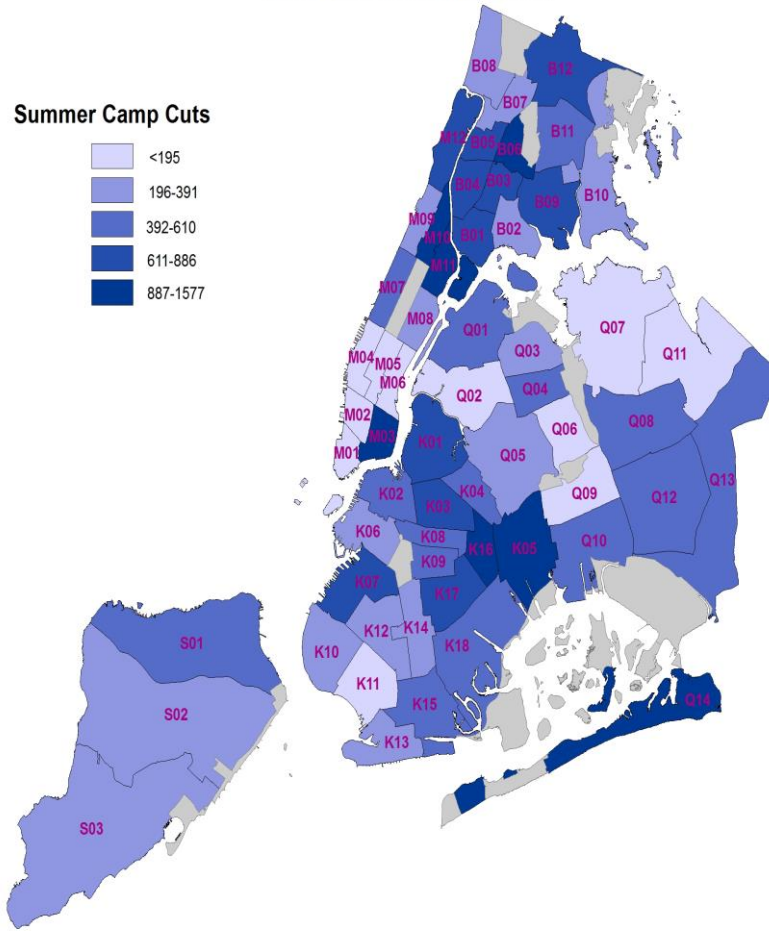 Summer Camp Cuts
<195
196-391
392-610
611-886
887-1577
B08
B12
B07
B11
M12
B05
B06
B04
B03
B10
B09
M09
M10
B01
B02
M11
M07
M08
Q01
Q07
Q03
Q11
M04
M05
M06
Q02
Q04
M02
M03
K01
Q06
Q08
M01
Q05
Q13
K02
K04
Q09
Q12
K03
K06
K08
K16
K05
Q10
K09
K07
K17
K12
K14
K10
K18
S01
K11
K15
Q14
S02
K13
S03